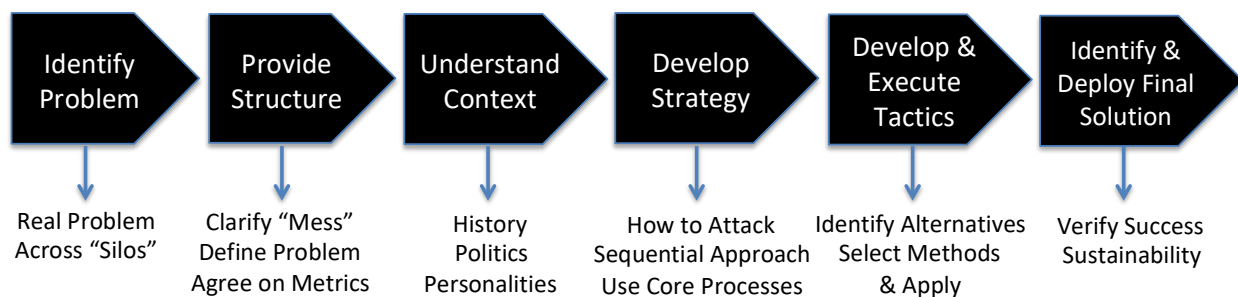 Identify
Problem
Provide
Structure
Understand
Context
Develop
Strategy
Develop &
Execute
Tactics
Identify &
Deploy Final
Solution
Real Problem
Across “Silos”
Clarify “Mess”
Define Problem
Agree on Metrics
History
Politics
Personalities
How to Attack
Sequential Approach
Use Core Processes
Identify Alternatives
Select Methods
& Apply
Verify Success
Sustainability